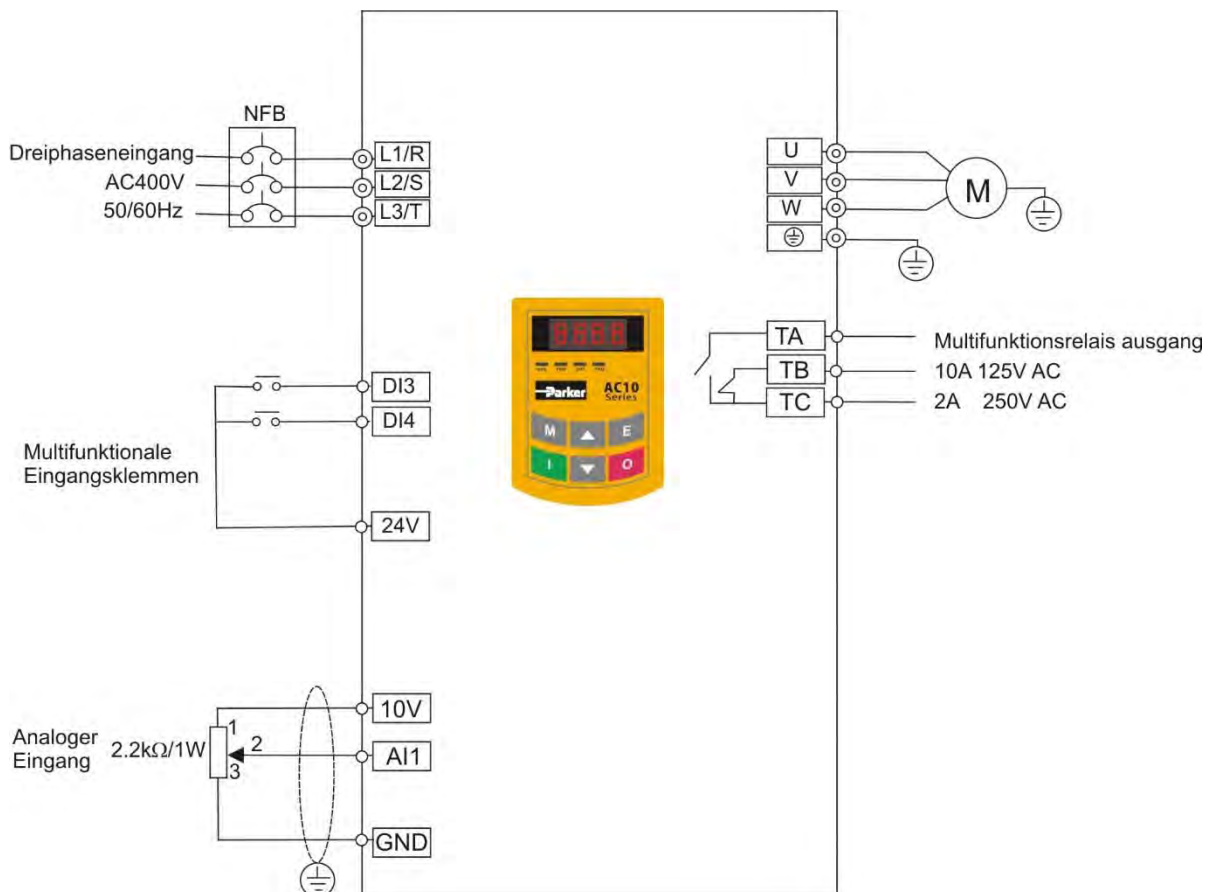 NFB
Dreiphaseneingang
AC400V
50/60Hz
L1/R
L2/S
L3/T
U
V
W
M
TA
TB
TC
Multifunktionsrelais ausgang
10A 125V AC
2A 250V AC
Parker
AC10
Series
M
E
I
O
DI3
DI4
Multifunktionale
Eingangsklemmen
24V
10V
AI1
GND
Analoger
Eingang
2.2kΩ/1W
1
2
3